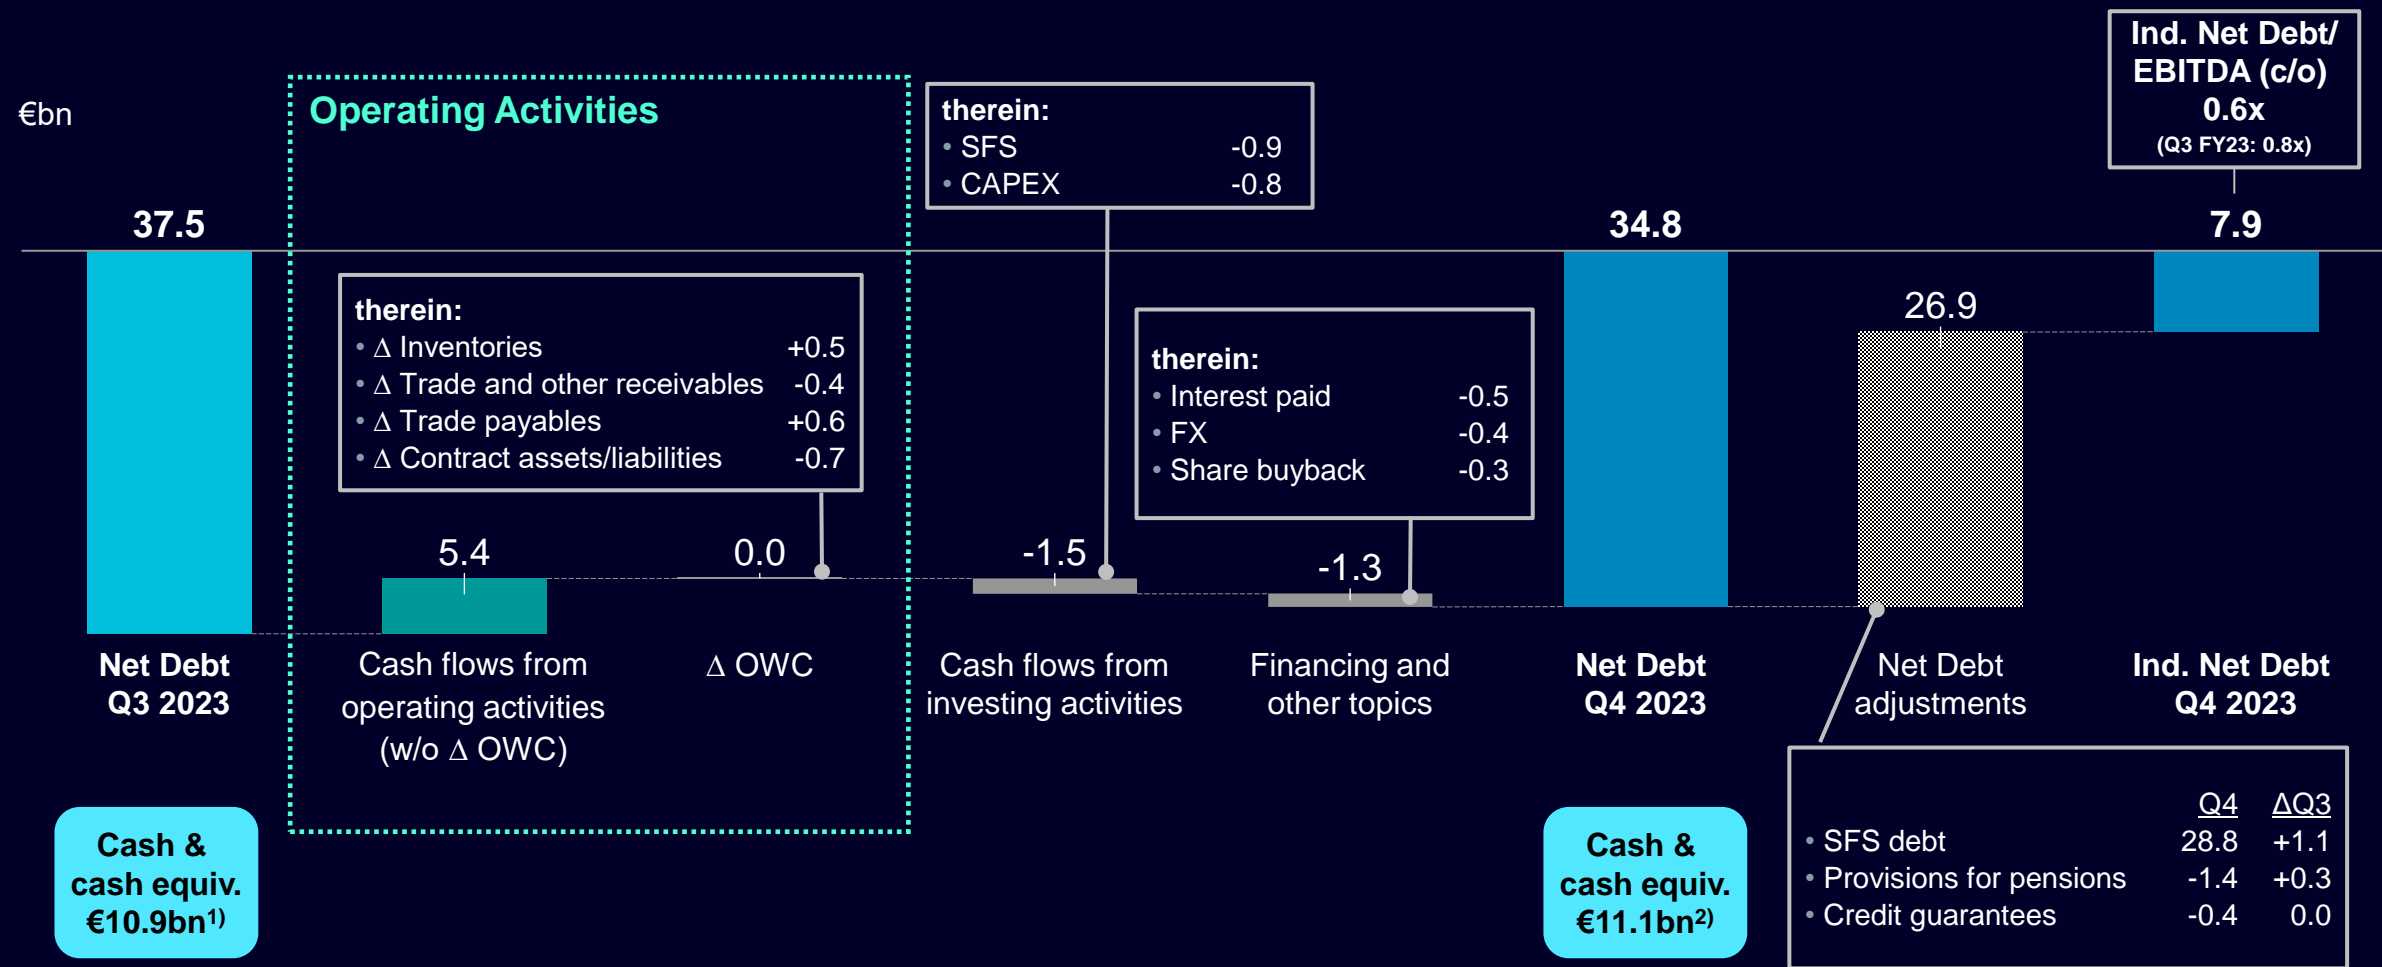 €bn
Operating Activities
therein:
• SFS -0.9
• CAPEX -0.8
Ind. Net Debt/
EBITDA (c/o)
0.6x
(Q3 FY23: 0.8x)
37.5
34.8
7.9
therein:
• Δ Inventories +0.5
• Δ Trade and other receivables -0.4
• Δ Trade payables +0.6
• Δ Contract assets/liabilities -0.7
therein:
• Interest paid -0.5
• FX -0.4
• Share buyback -0.3
26.9
5.4
0.0
-1.5
-1.3
Net Debt
Q3 2023
Cash flows from
operating activities
(w/o Δ OWC)
Δ OWC
Cash flows from
investing activities
Financing and
other topics
Net Debt
Q4 2023
Net Debt
adjustments
Ind. Net Debt
Q4 2023
Cash &
cash equiv.
€10.9bn1)
Cash &
cash equiv.
€11.1bn2)
Q4 ΔQ3
• SFS debt 28.8 +1.1
• Provisions for pensions -1.4 +0.3
• Credit guarantees -0.4 0.0